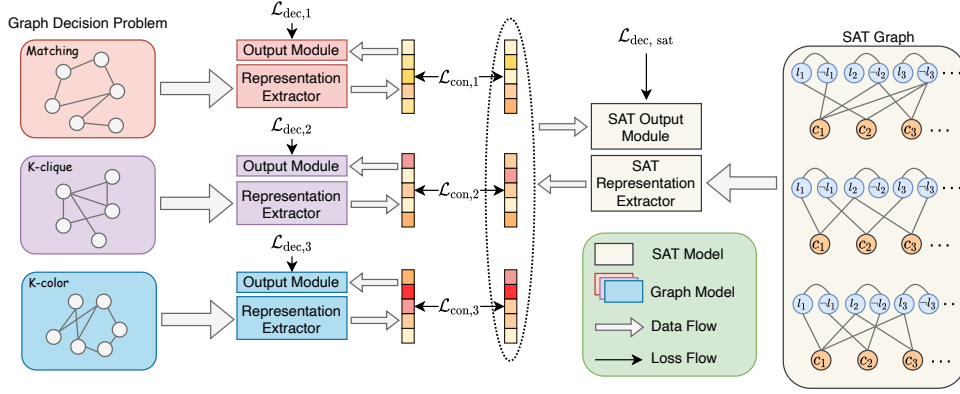 Graph Decision Problem
Matching
K-clique
K-color
ℒdec,1
Output Module
Representation
Extractor
ℒcon,1
ℒdec,2
Output Module
Representation
Extractor
ℒcon,2
ℒdec,3
Output Module
Representation
Extractor
ℒcon,3
ℒdec, sat
SAT Output
Module
SAT
Representation
Extractor
SAT Model
Graph Model
Data Flow
Loss Flow
SAT Graph
l₁ ¬l₁ l₂ ¬l₂ l₃ ¬l₃ ...
c₁ c₂ c₃ ...
l₁ ¬l₁ l₂ ¬l₂ l₃ ¬l₃ ...
c₁ c₂ c₃ ...
l₁ ¬l₁ l₂ ¬l₂ l₃ ¬l₃ ...
c₁ c₂ c₃ ...